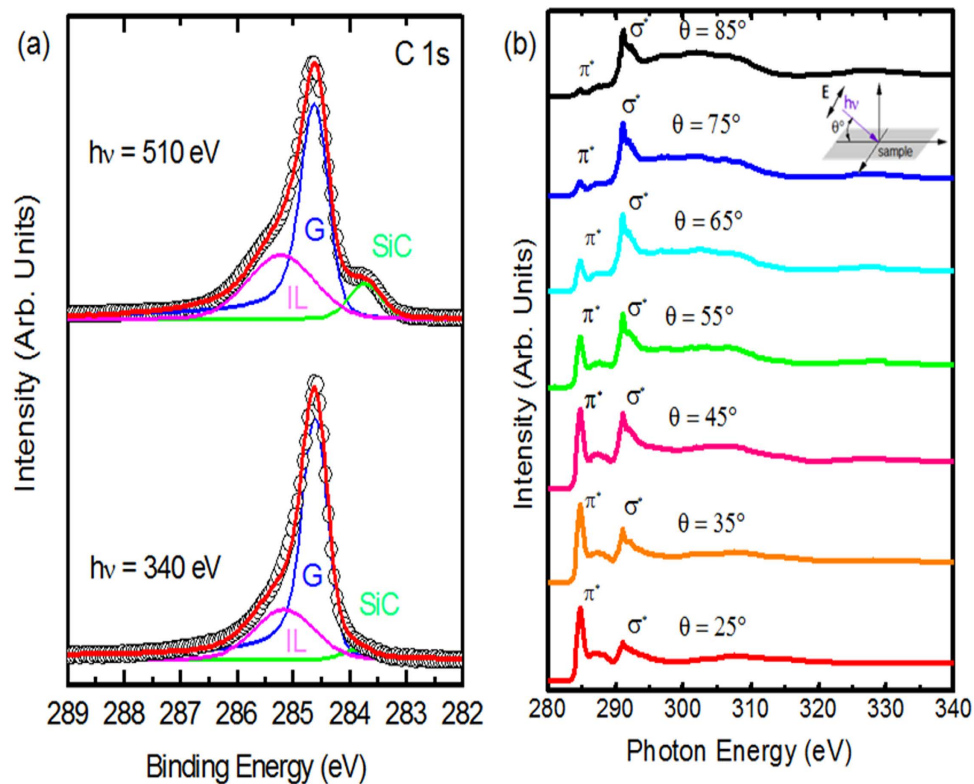 (a)
C 1s
hν = 510 eV
G
SiC
IL
hν = 340 eV
G
SiC
IL
Intensity (Arb. Units)
289 288 287 286 285 284 283 282
Binding Energy (eV)
(b)
π* σ* θ = 85°
E hν
θ°
sample
π* σ* θ = 75°
π* σ* θ = 65°
π* σ* θ = 55°
π* σ* θ = 45°
π* σ* θ = 35°
π* σ* θ = 25°
Intensity (Arb. Units)
280 290 300 310 320 330 340
Photon Energy (eV)